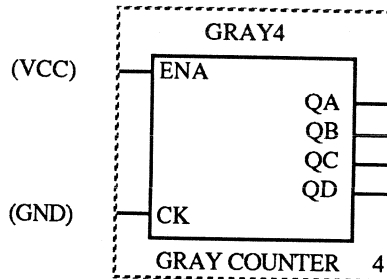 GRAY4
(VCC) ENA
QA
QB
QC
QD
(GND) CK
GRAY COUNTER 4